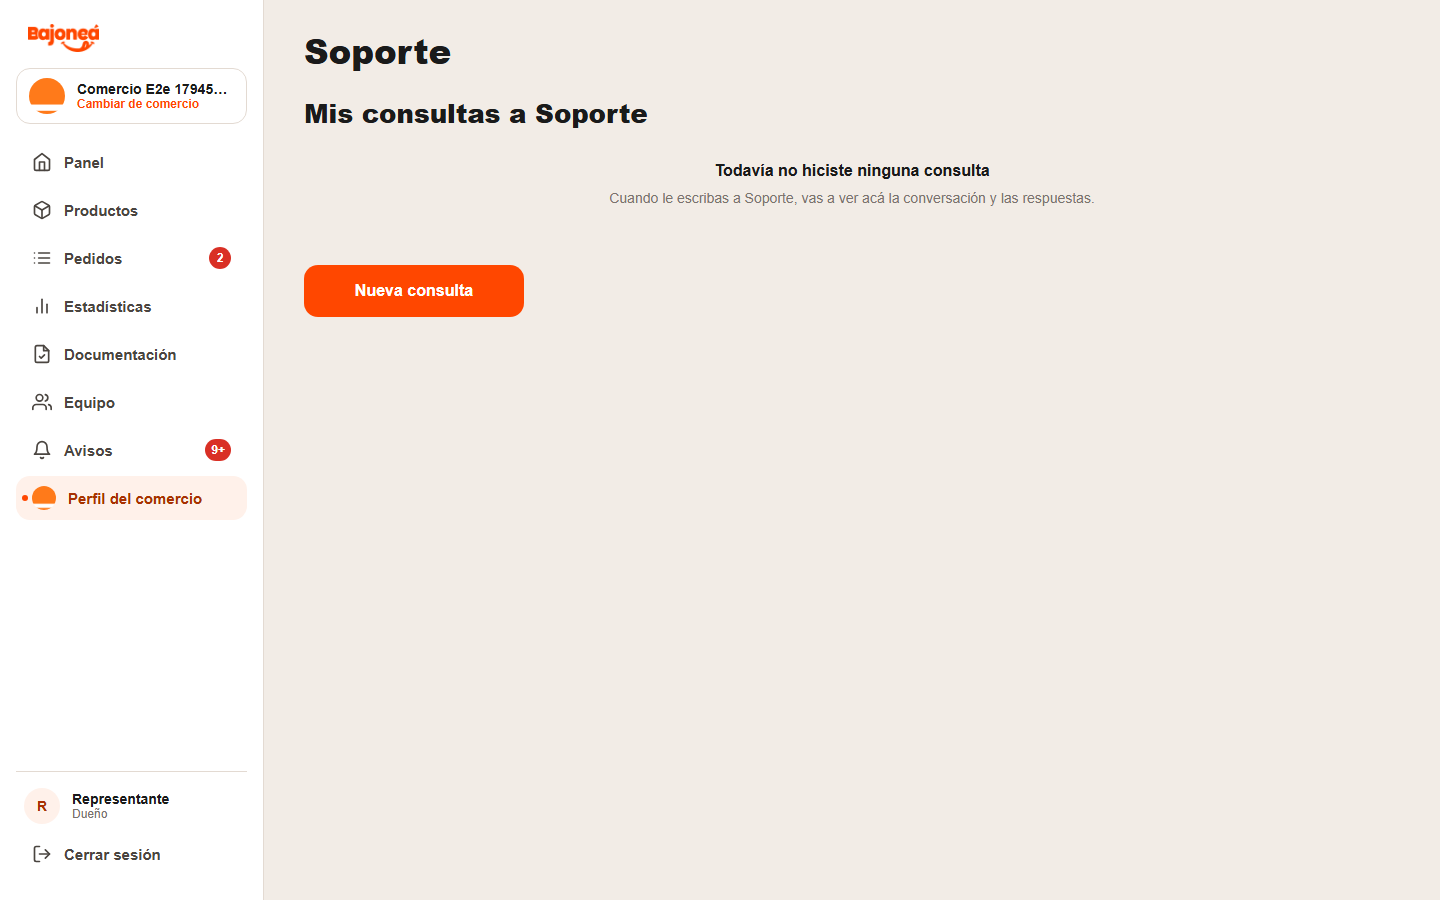 Bajoneá
Comercio E2e 17945...
Cambiar de comercio
Panel
Productos
Pedidos 2
Estadísticas
Documentación
Equipo
Avisos 9+
Perfil del comercio
R
Representante
Dueño
Cerrar sesión
Soporte
Mis consultas a Soporte
Todavía no hiciste ninguna consulta
Cuando le escribas a Soporte, vas a ver acá la conversación y las respuestas.
Nueva consulta